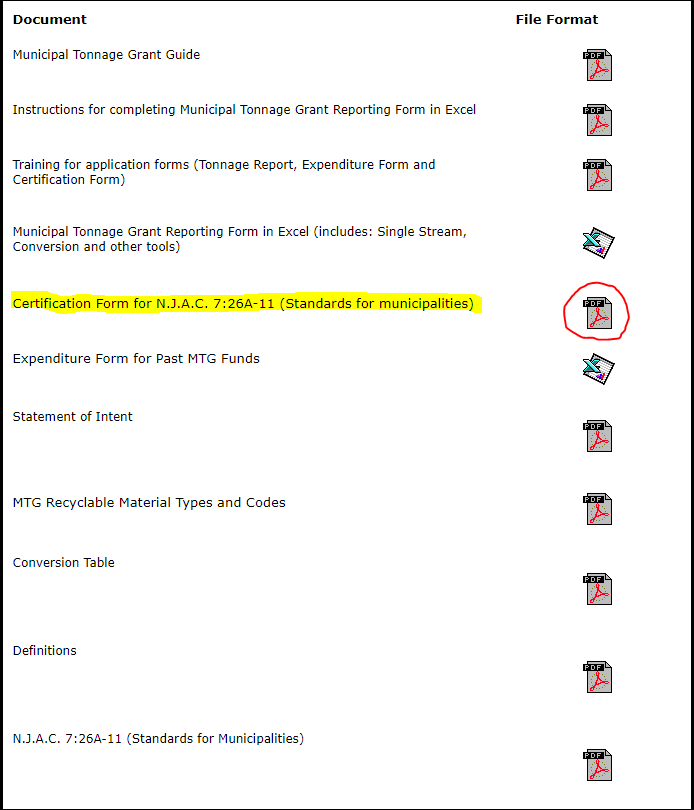 Document File Format
Municipal Tonnage Grant Guide
PDF
Instructions for completing Municipal Tonnage Grant Reporting Form in Excel
PDF
Training for application forms (Tonnage Report, Expenditure Form and
Certification Form)
PDF
Municipal Tonnage Grant Reporting Form in Excel (includes: Single Stream,
Conversion and other tools)
Certification Form for N.J.A.C. 7:26A-11 (Standards for municipalities)
PDF
Expenditure Form for Past MTG Funds
Statement of Intent
PDF
MTG Recyclable Material Types and Codes
PDF
Conversion Table
PDF
Definitions
PDF
N.J.A.C. 7:26A-11 (Standards for Municipalities)
PDF